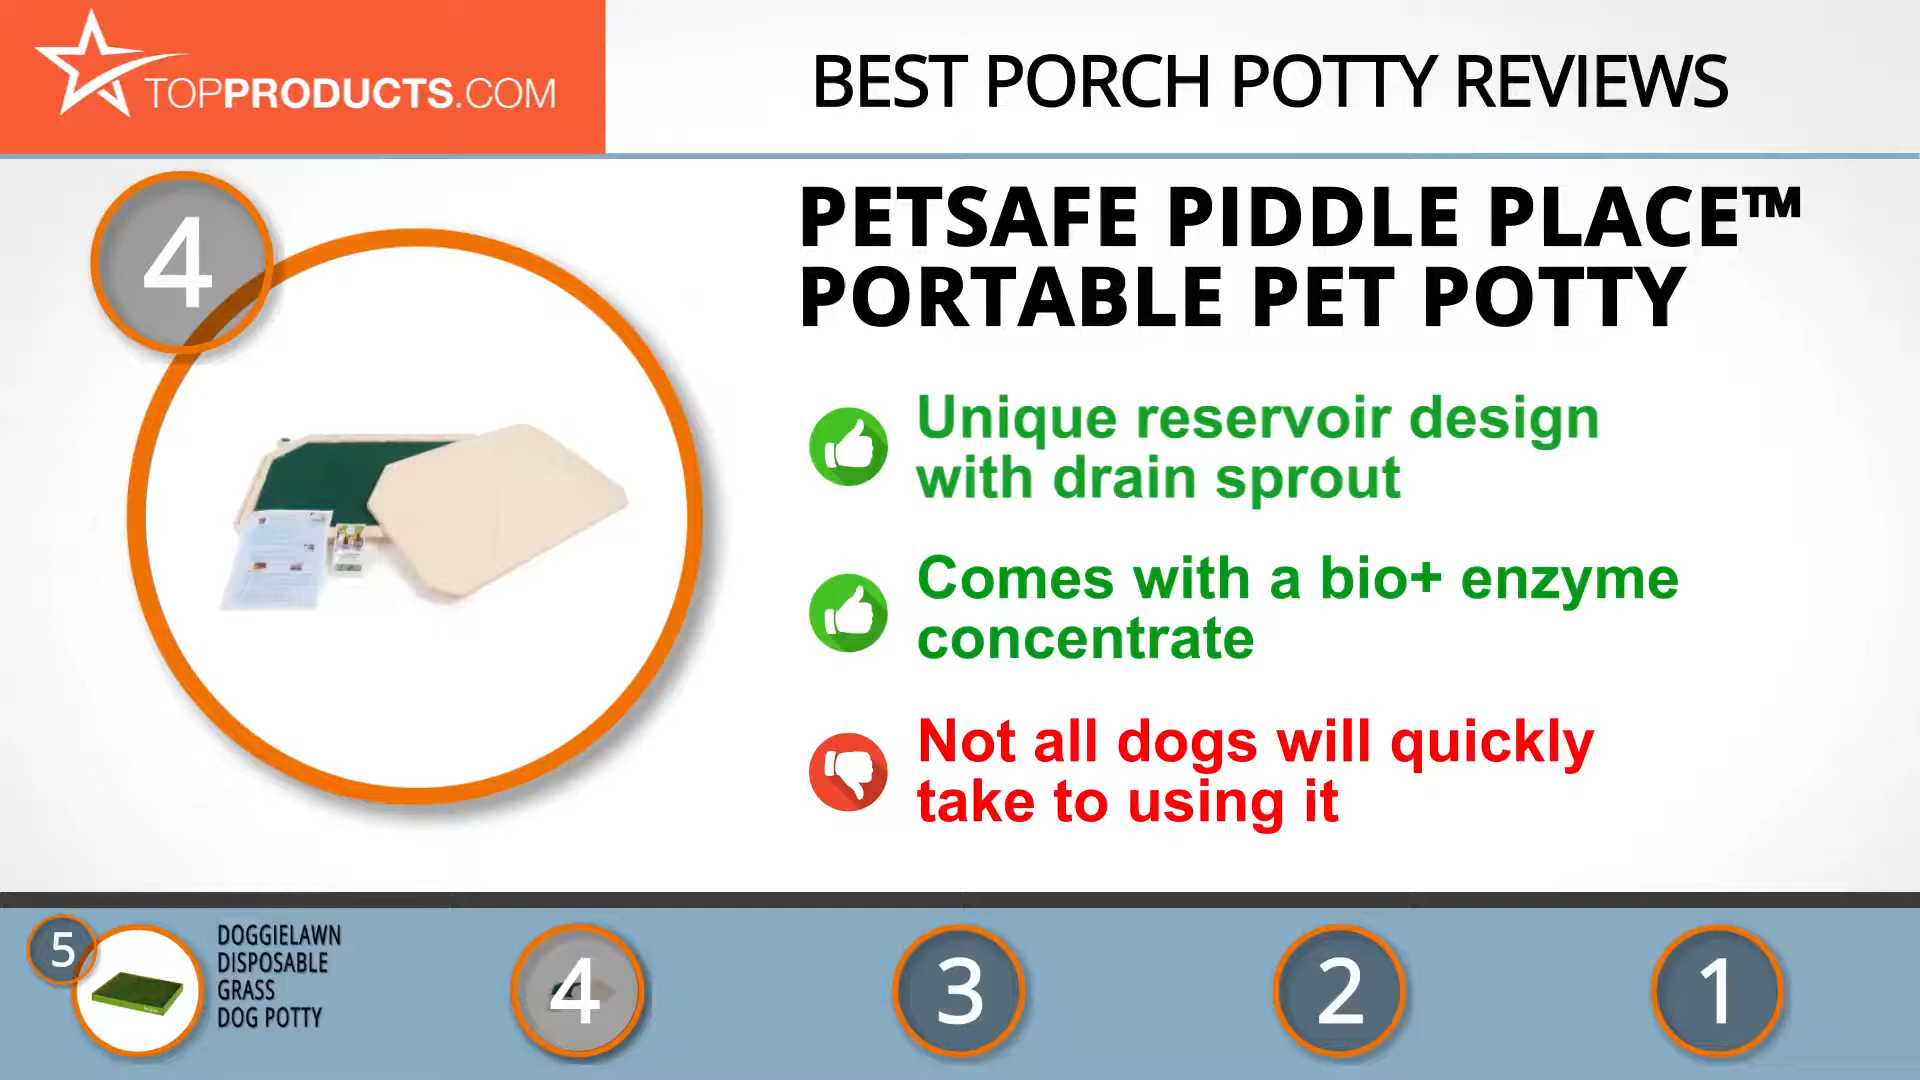 TOPPRODUCTS.COM
BEST PORCH POTTY REVIEWS
4
PETSAFE PIDDLE PLACE™
PORTABLE PET POTTY
Unique reservoir design
with drain sprout
Comes with a bio+ enzyme
concentrate
Not all dogs will quickly
take to using it
5
DOGGIELAWN
DISPOSABLE
GRASS
DOG POTTY
4
3
2
1